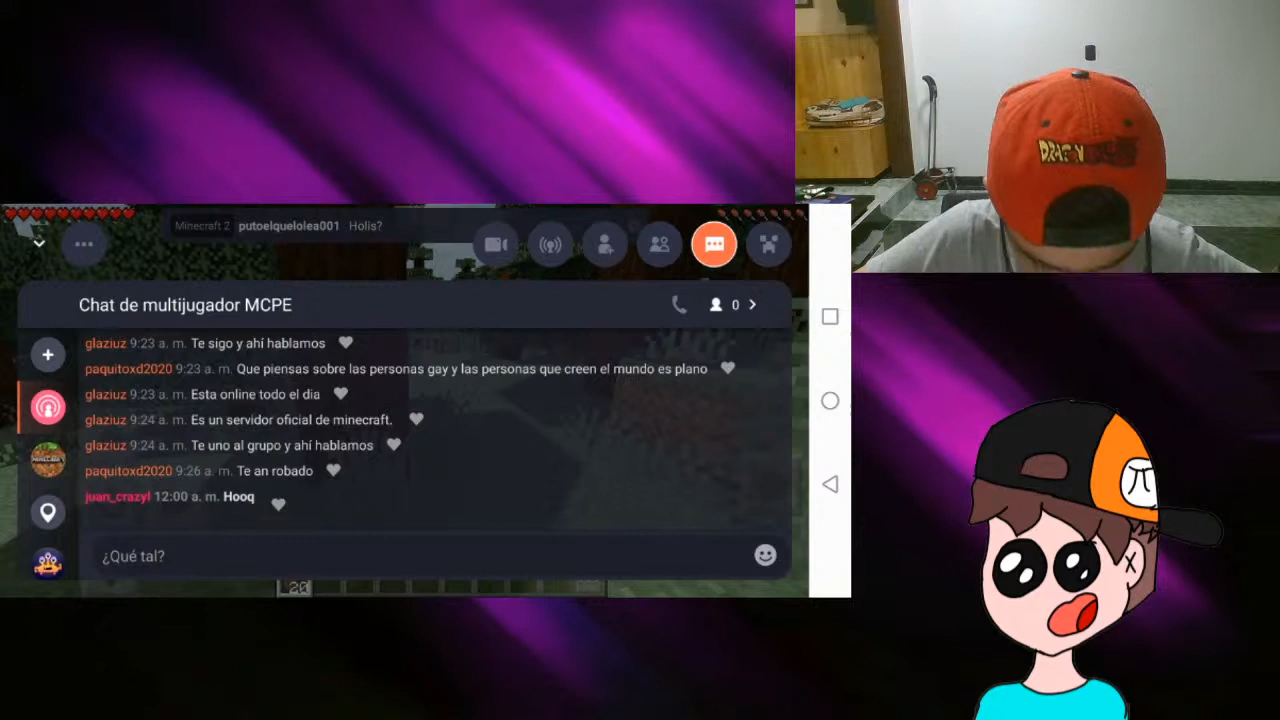 DRAGON
Minecraft 2 putoelquelolea001 Holis?
Chat de multijugador MCPE
0
glaziuz 9:23 a. m. Te sigo y ahí hablamos
paquitoxd2020 9:23 a. m. Que piensas sobre las personas gay y las personas que creen el mundo es plano
glaziuz 9:23 a. m. Esta online todo el dia
glaziuz 9:24 a. m. Es un servidor oficial de minecraft.
glaziuz 9:24 a. m. Te uno al grupo y ahí hablamos
paquitoxd2020 9:26 a. m. Te an robado
juan_crazyl 12:00 a. m. Hooq
¿Qué tal?
20
π